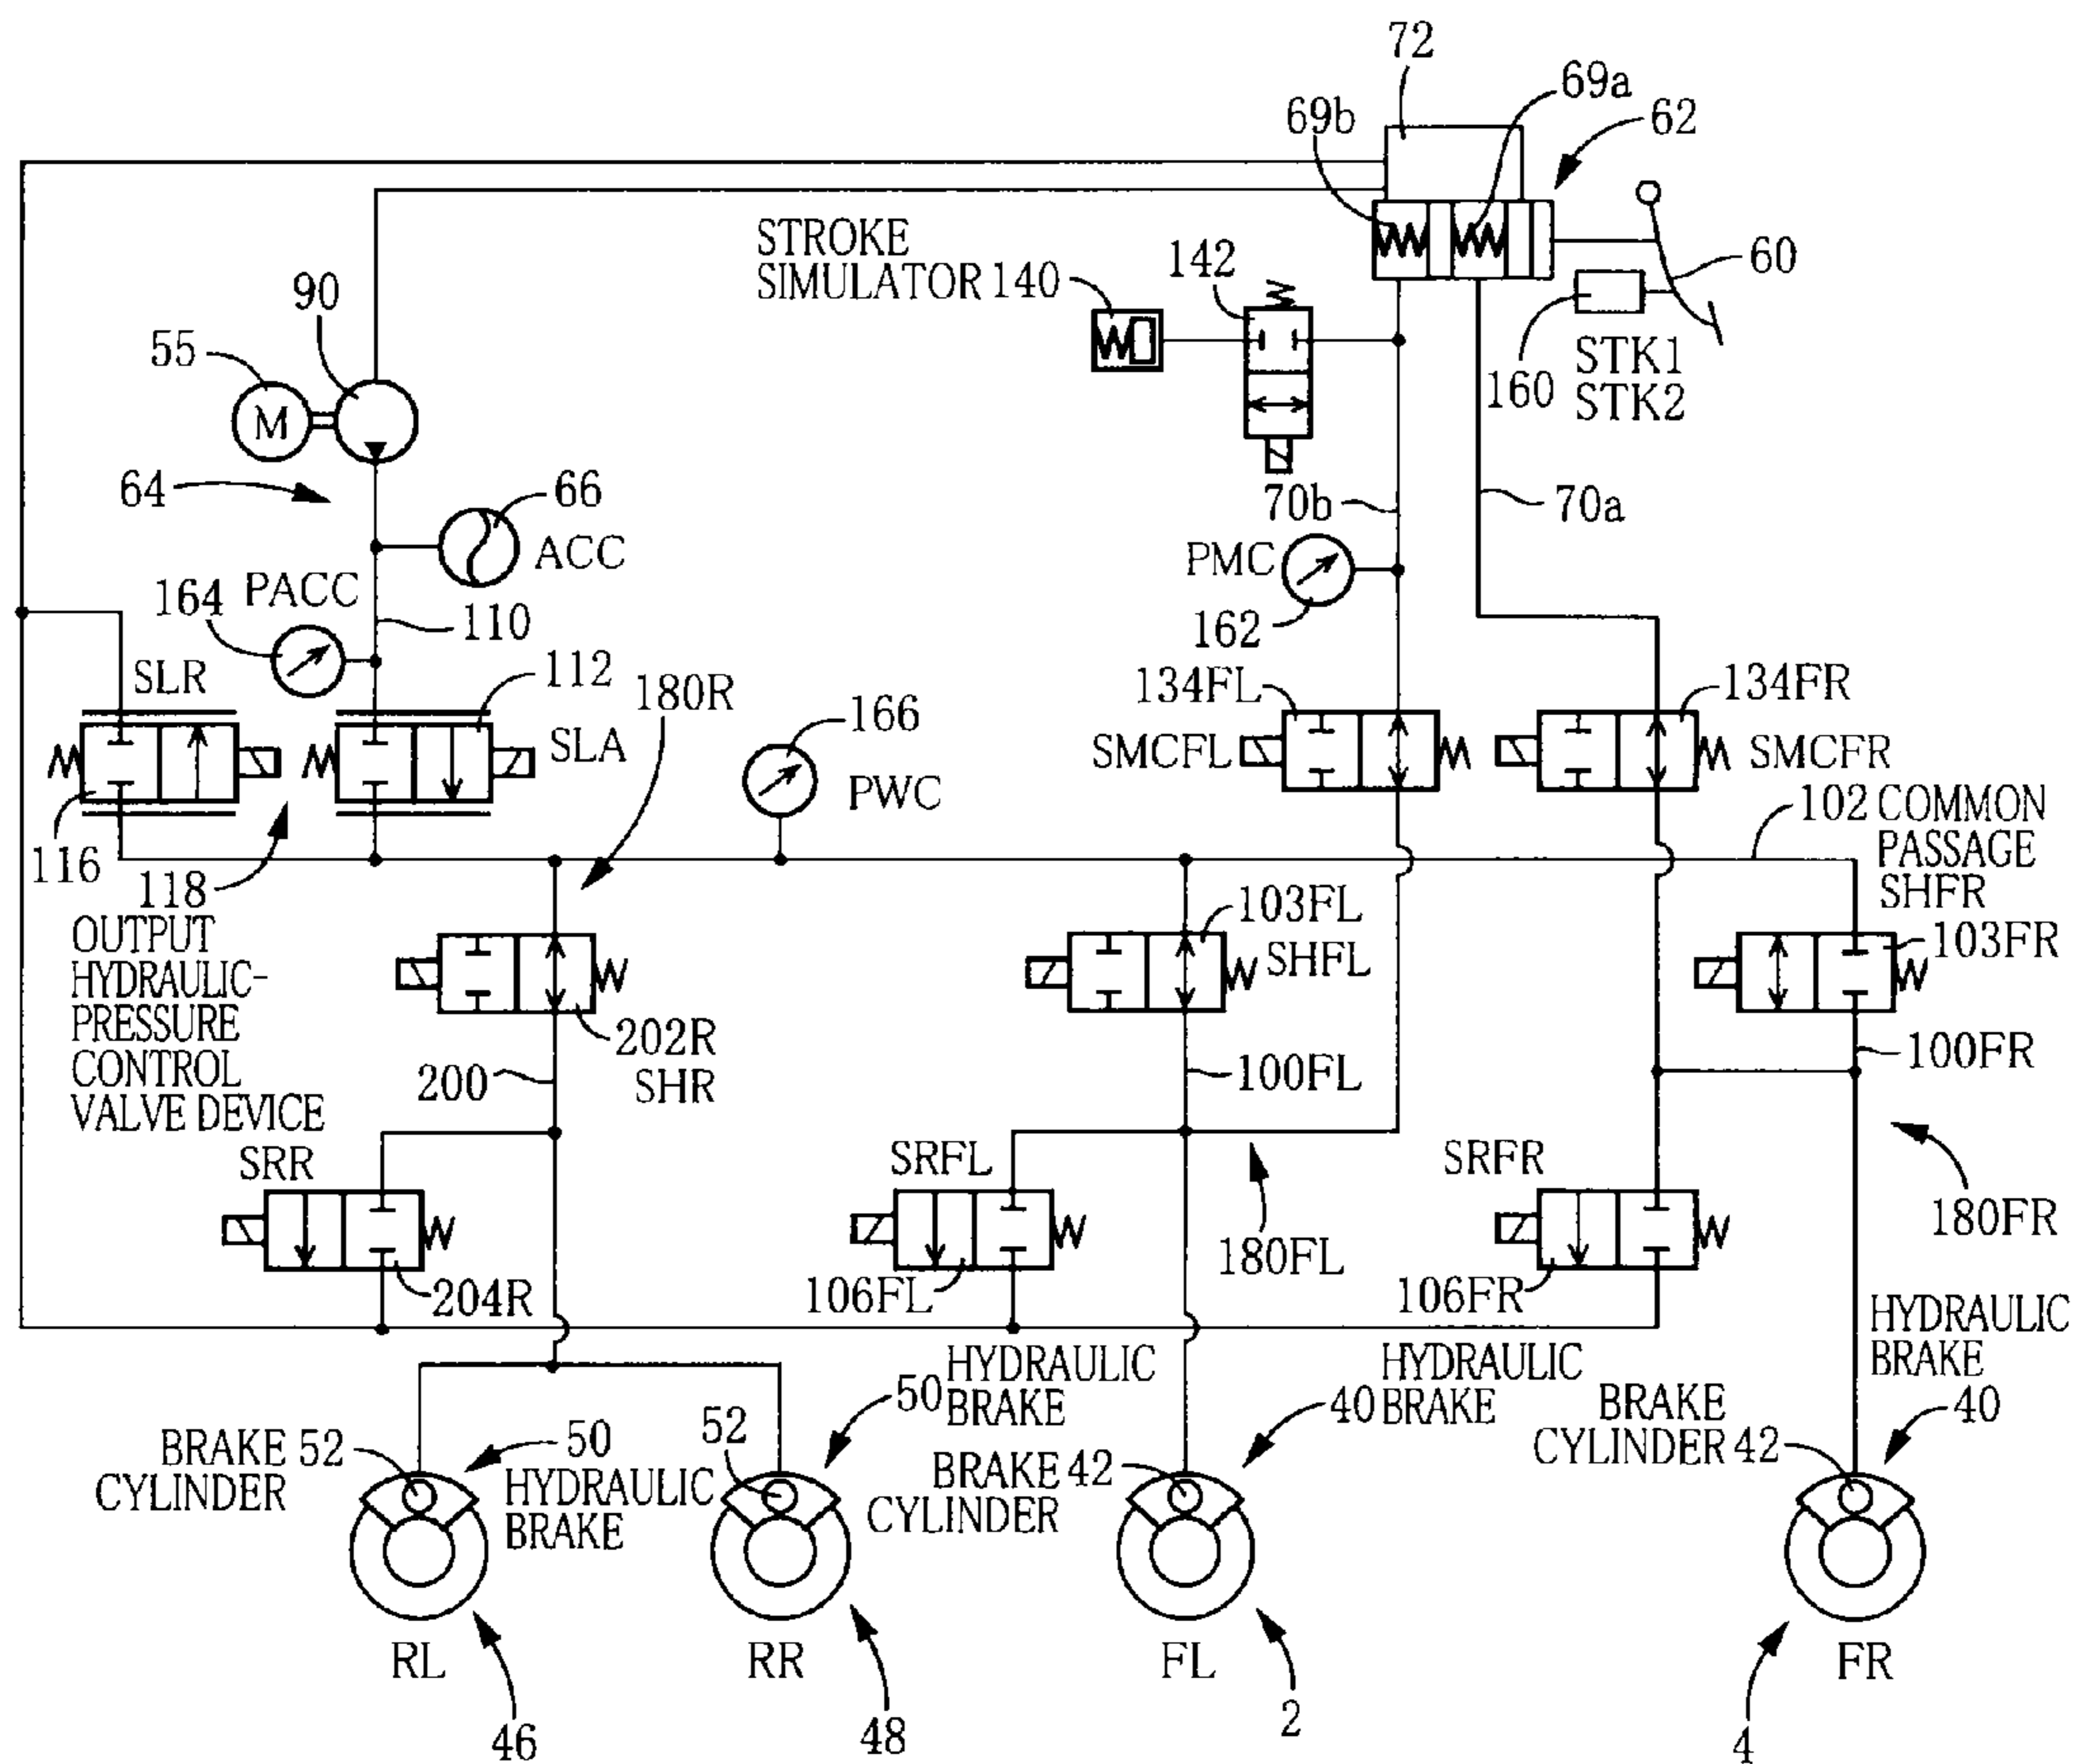 72
69a
69b
62
STROKE
SIMULATOR 140
142
60
90
160
STK1
STK2
55
M
64
66
ACC
70b
70a
PMC
162
PACC
164
110
SLR
112
180R
SLA
166
PWC
134FL
SMCFL
134FR
SMCFR
102 COMMON
PASSAGE
SHFR
116
118
OUTPUT
HYDRAULIC-
PRESSURE
CONTROL
VALVE DEVICE
103FL
SHFL
103FR
202R
SHR
200
100FL
100FR
SRR
SRFL
SRFR
180FR
180FL
204R
106FL
106FR
HYDRAULIC
BRAKE
40
HYDRAULIC
50 BRAKE
HYDRAULIC
40 BRAKE
BRAKE
CYLINDER 42
BRAKE 52
CYLINDER
50
HYDRAULIC
BRAKE
52
BRAKE 42
CYLINDER
RL
RR
FL
FR
46
48
2
4